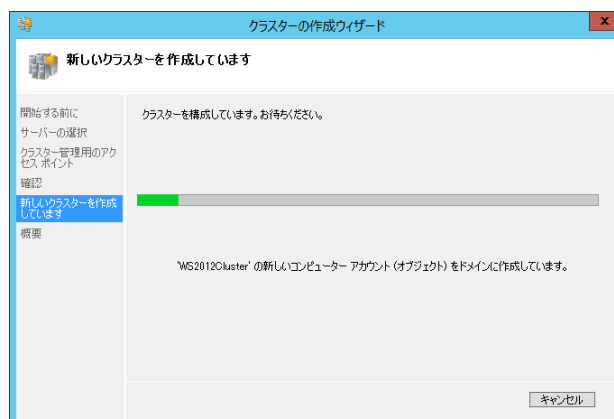 クラスターの作成ウィザード
x
新しいクラスターを作成しています
開始する前に
サーバーの選択
クラスター管理用のアク
セス ポイント
確認
新しいクラスターを作成
しています
概要
クラスターを構成しています。お待ちください。
'WS2012Cluster' の新しいコンピューター アカウント (オブジェクト) をドメインに作成しています。
キャンセル